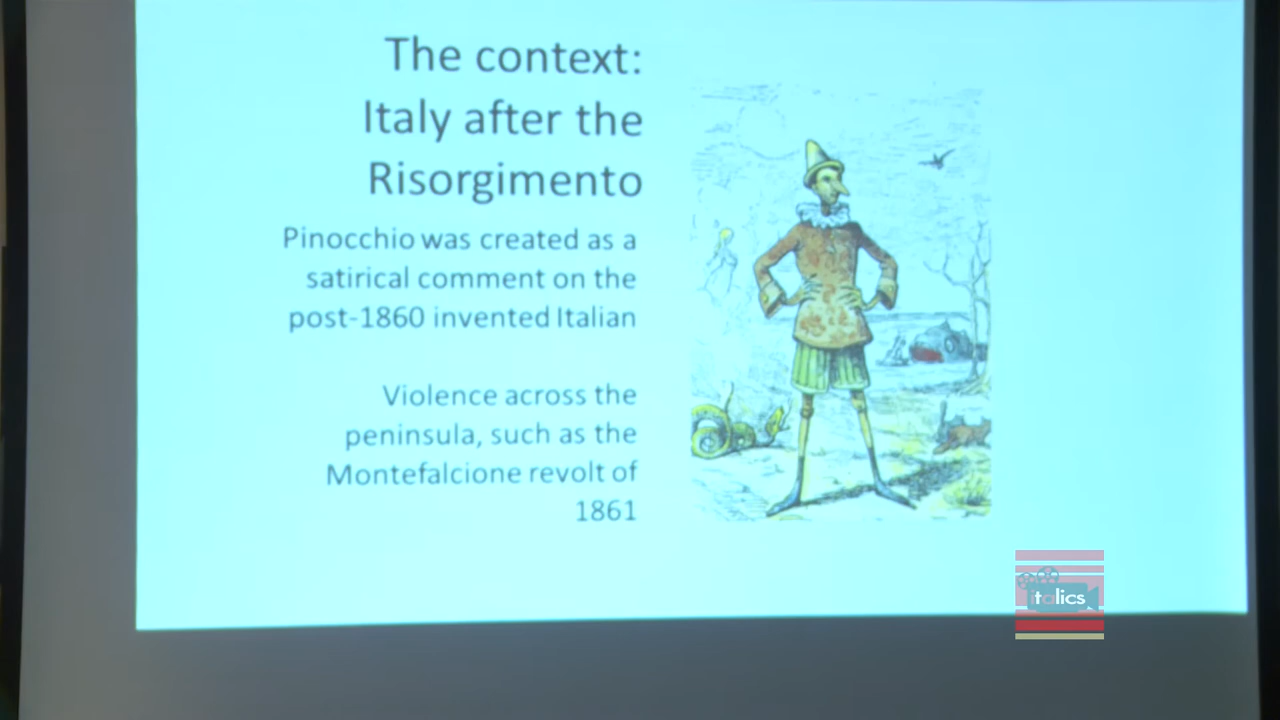 The context:
Italy after the
Risorgimento
Pinocchio was created as a
satirical comment on the
post-1860 invented Italian
Violence across the
peninsula, such as the
Montefalcione revolt of
1861
italics